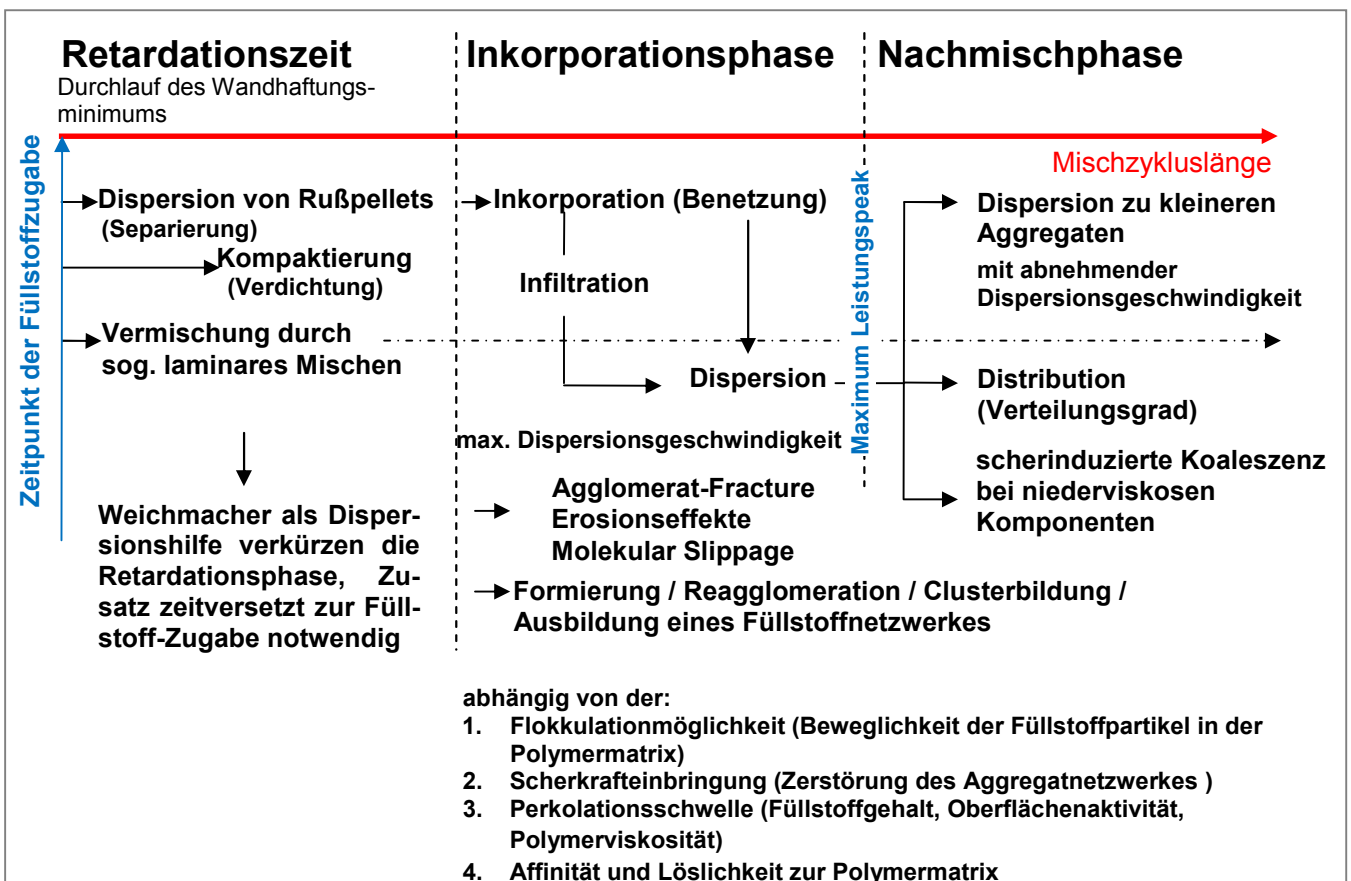 Retardationszeit
Durchlauf des Wandhaftungs-
minimums
Inkorporationsphase
Nachmischphase
Mischzykluslänge
Zeitpunkt der Füllstoffzugabe
Dispersion von Rußpellets
(Separierung)
Kompaktierung
(Verdichtung)
Vermischung durch
sog. laminares Mischen
Weichmacher als Disper-
sionshilfe verkürzen die
Retardationsphase, Zu-
satz zeitversetzt zur Füll-
stoff-Zugabe notwendig
Inkorporation (Benetzung)
Infiltration
Dispersion
max. Dispersionsgeschwindigkeit
Agglomerat-Fracture
Erosionseffekte
Molekular Slippage
Formierung / Reagglomeration / Clusterbildung /
Ausbildung eines Füllstoffnetzwerkes
Maximum Leistungspeak
Dispersion zu kleineren
Aggregaten
mit abnehmender
Dispersionsgeschwindigkeit
Distribution
(Verteilungsgrad)
scherinduzierte Koaleszenz
bei niederviskosen
Komponenten
abhängig von der:
1. Flokkulationmöglichkeit (Beweglichkeit der Füllstoffpartikel in der
Polymermatrix)
2. Scherkrafteinbringung (Zerstörung des Aggregatnetzwerkes )
3. Perkolationsschwelle (Füllstoffgehalt, Oberflächenaktivität,
Polymerviskosität)
4. Affinität und Löslichkeit zur Polymermatrix